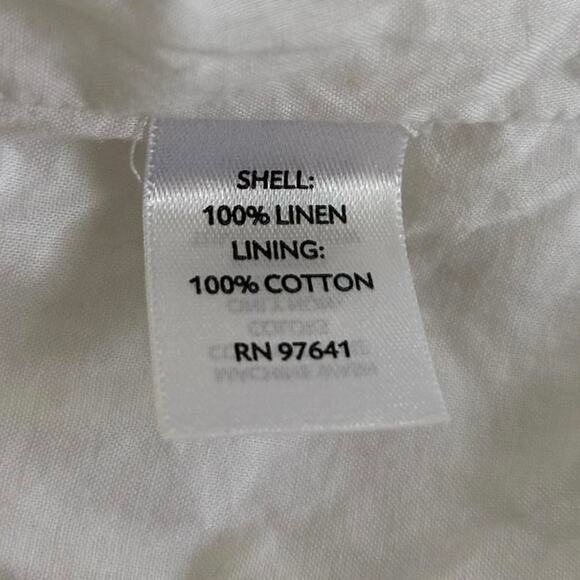 SHELL:
100% LINEN
LINING:
100% COTTON
RN 97641